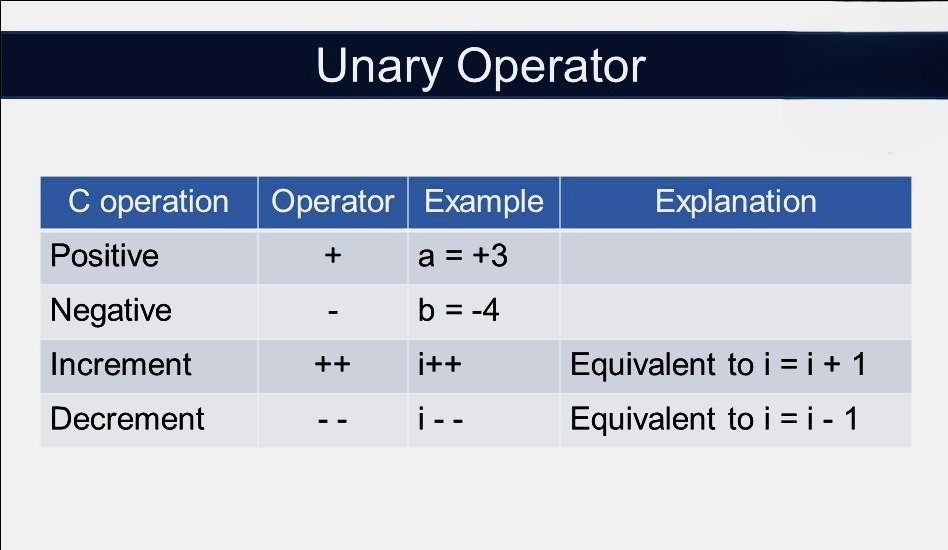 Unary Operator
C operation Operator Example Explanation
Positive + a = +3
Negative - b = -4
Increment ++ i++ Equivalent to i = i + 1
Decrement - - i - - Equivalent to i = i - 1